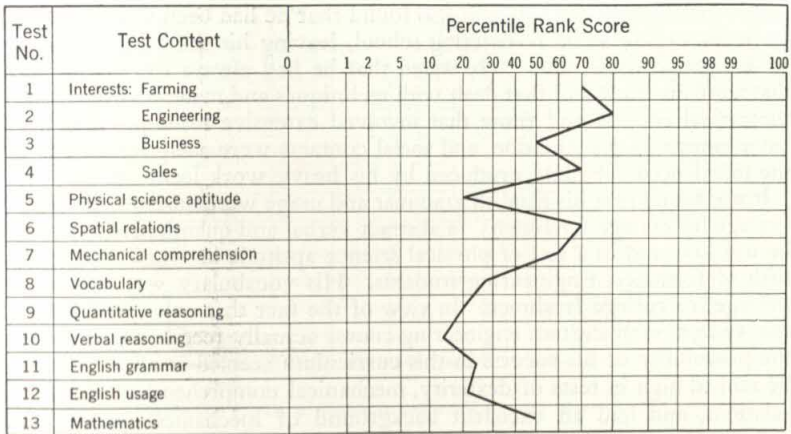 Test No.
Test Content
Percentile Rank Score
0 1 2 5 10 20 30 40 50 60 70 80 90 95 98 99 100
1 Interests: Farming
2 Engineering
3 Business
4 Sales
5 Physical science aptitude
6 Spatial relations
7 Mechanical comprehension
8 Vocabulary
9 Quantitative reasoning
10 Verbal reasoning
11 English grammar
12 English usage
13 Mathematics